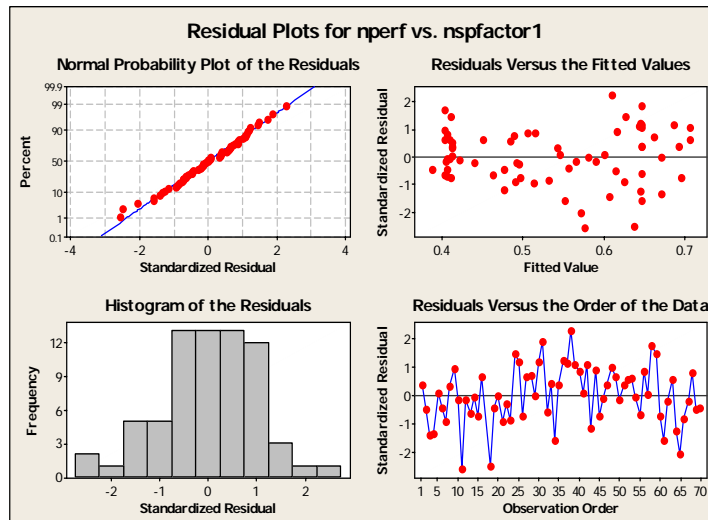 Residual Plots for nperf vs. nspfactor1
Normal Probability Plot of the Residuals
Percent
99.9
99
90
50
10
1
0.1
-4 -2 0 2 4
Standardized Residual
Residuals Versus the Fitted Values
Standardized Residual
2
1
0
-1
-2
0.4 0.5 0.6 0.7
Fitted Value
Histogram of the Residuals
Frequency
12
9
6
3
0
-2 -1 0 1 2
Standardized Residual
Residuals Versus the Order of the Data
Standardized Residual
2
1
0
-1
-2
1 5 10 15 20 25 30 35 40 45 50 55 60 65 70
Observation Order